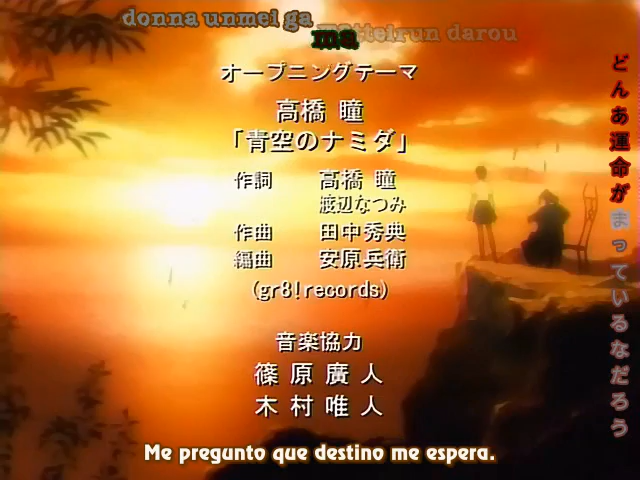 donna unmei ga matteirun darou
オープニングテーマ
高橋 瞳
「青空のナミダ」
作詞 高橋 瞳
渡辺なつみ
作曲 田中秀典
編曲 安原兵衛
(gr8!records)
音楽協力
篠原廣人
木村唯人
どんあ運命がまっているなだろう
Me pregunto que destino me espera.